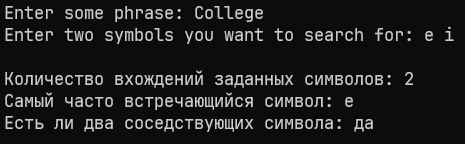 Enter some phrase: College
Enter two symbols you want to search for: e i
Количество вхождений заданных символов: 2
Самый часто встречающийся символ: e
Есть ли два соседствующих символа: да